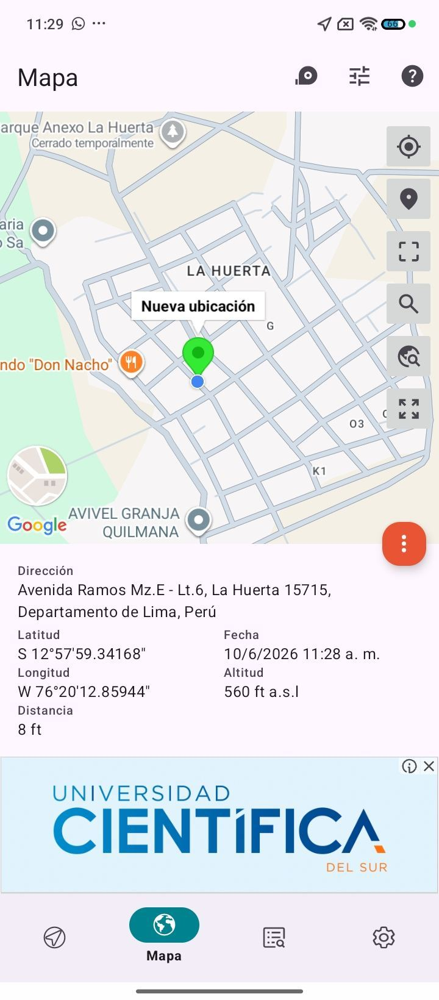 11:29
66
Mapa
arque Anexo La Huerta
Cerrado temporalmente
aria
o Sa
LA HUERTA
Nueva ubicación
G
ndo "Don Nacho"
O3
K1
AVIVEL GRANJA
QUILMANA
Google
Dirección
Avenida Ramos Mz.E - Lt.6, La Huerta 15715,
Departamento de Lima, Perú
Latitud
S 12°57'59.34168"
Fecha
10/6/2026 11:28 a. m.
Longitud
W 76°20'12.85944"
Altitud
560 ft a.s.l
Distancia
8 ft
UNIVERSIDAD
CIENTÍFICA
DEL SUR
Mapa